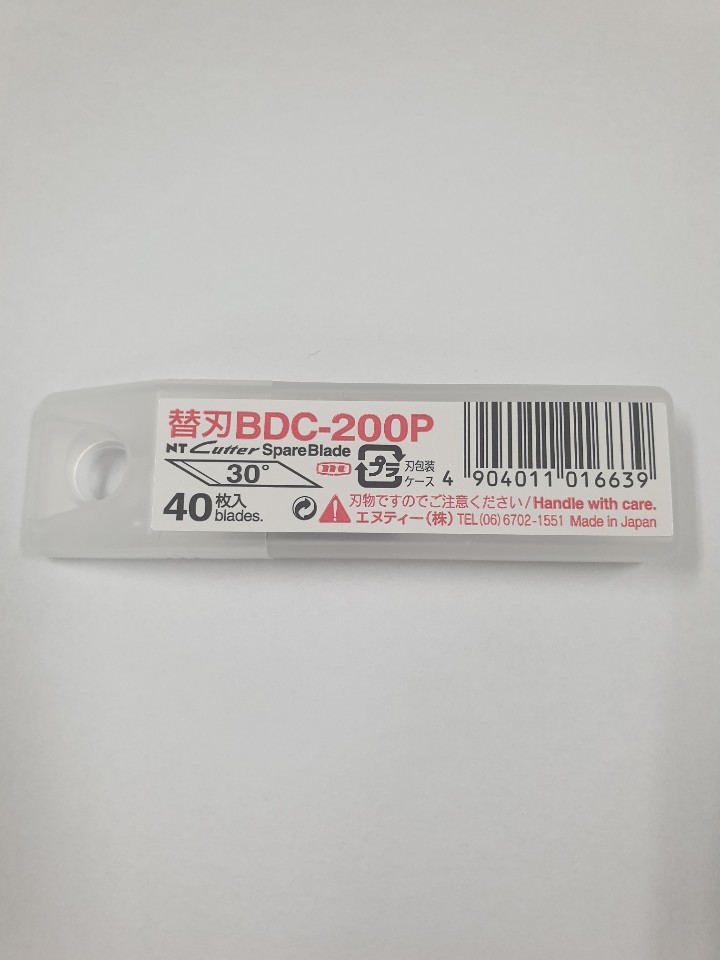 替刃BDC-200P
NT Cutter SpareBlade
30°
プラ
刃包装
ケース
40枚入
blades.
4 904011 016639
刃物ですのでご注意ください/Handle with care.
エヌティー(株) TEL(06)6702-1551 Made in Japan